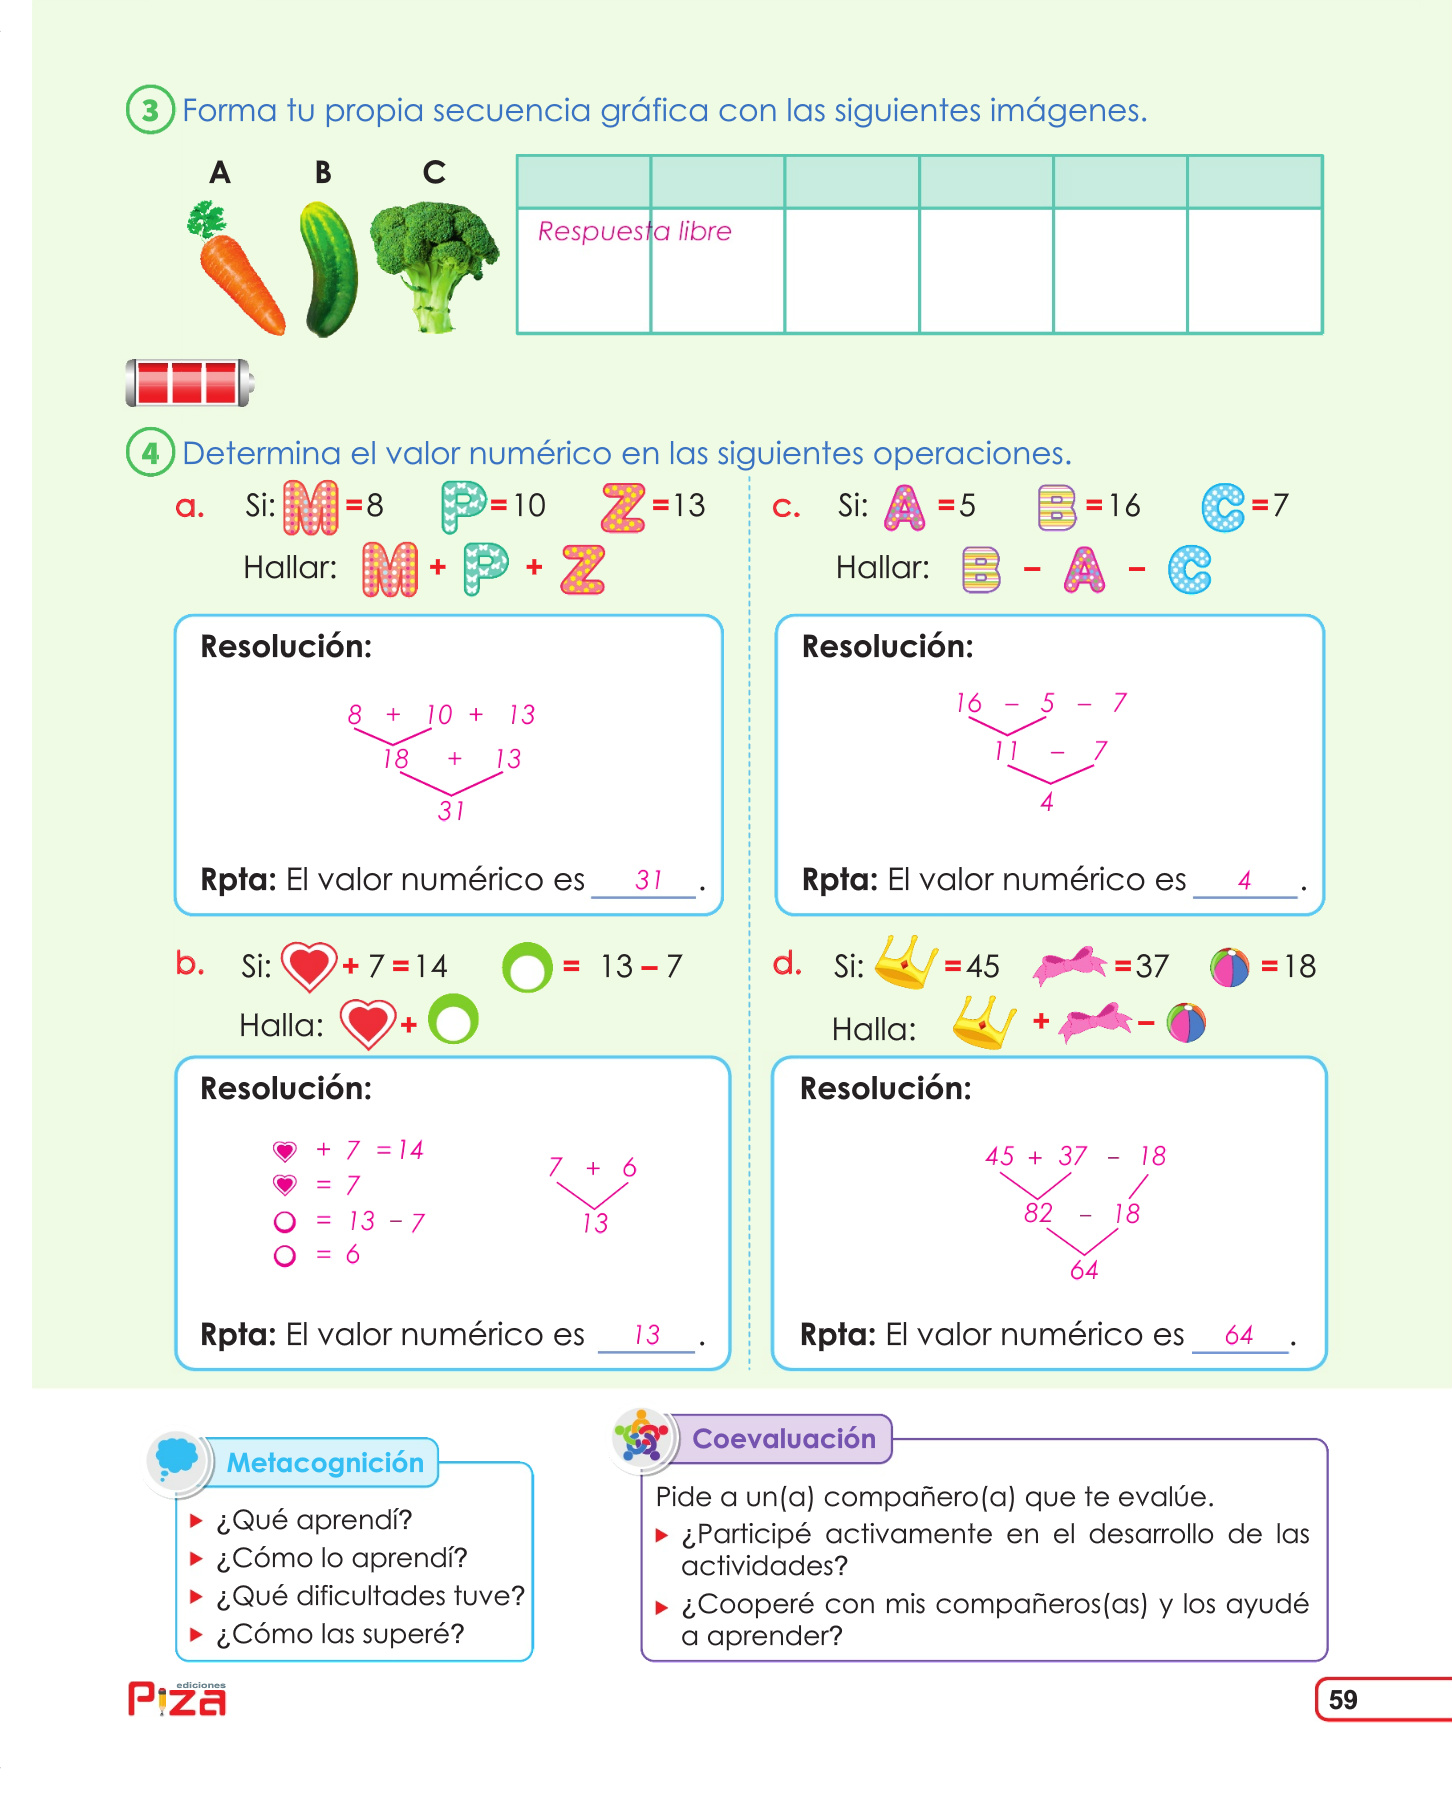 3 Forma tu propia secuencia gráfica con las siguientes imágenes.
A B C
Respuesta libre
4 Determina el valor numérico en las siguientes operaciones.
a. Si: M = 8 P = 10 Z = 13
Hallar: M + P + Z
Resolución:
8 + 10 + 13
18 + 13
31
Rpta: El valor numérico es 31.
c. Si: A = 5 B = 16 C = 7
Hallar: B – A – C
Resolución:
16 – 5 – 7
11 – 7
4
Rpta: El valor numérico es 4.
b. Si: + 7 = 14 = 13 – 7
Halla: +
Resolución:
+ 7 = 14
= 7
= 13 – 7
= 6
7 + 6
13
Rpta: El valor numérico es 13.
d. Si: = 45 = 37 = 18
Halla: + –
Resolución:
45 + 37 – 18
82 – 18
64
Rpta: El valor numérico es 64.
Metacognición
¿Qué aprendí?
¿Cómo lo aprendí?
¿Qué dificultades tuve?
¿Cómo las superé?
Coevaluación
Pide a un(a) compañero(a) que te evalúe.
¿Participé activamente en el desarrollo de las
actividades?
¿Cooperé con mis compañeros(as) y los ayudé
a aprender?
ediciones
Piza
59